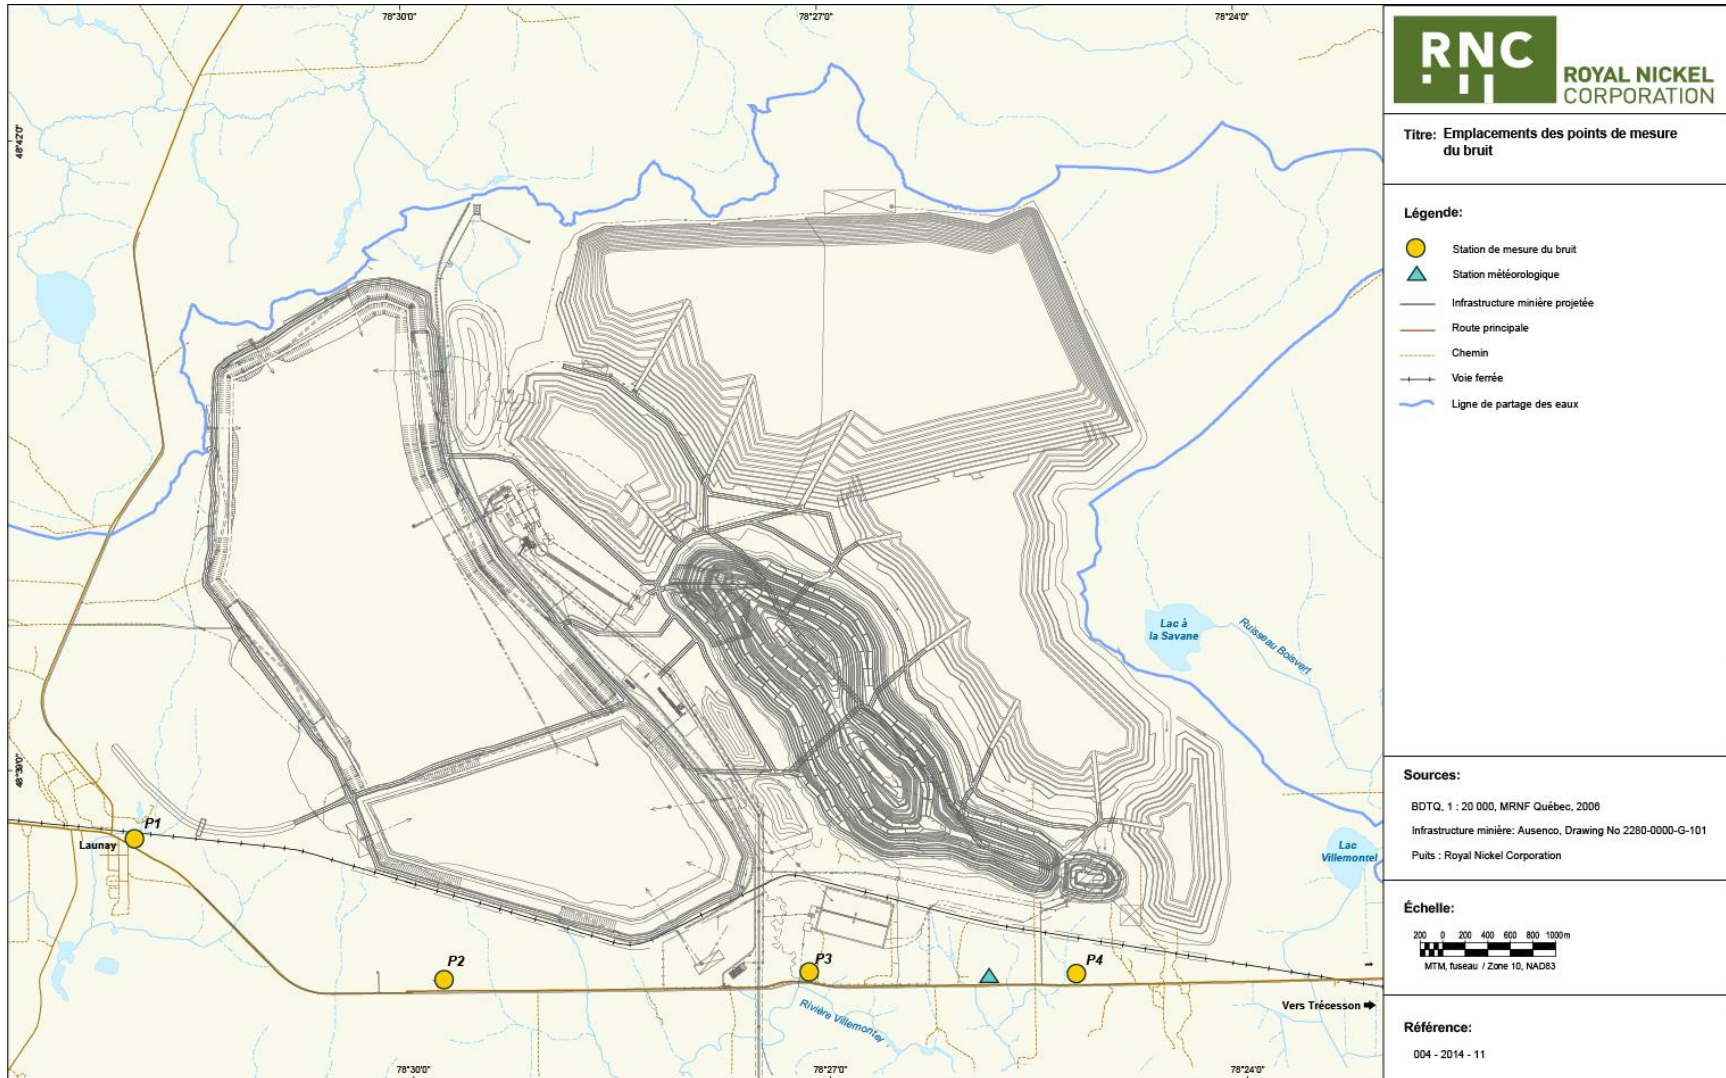 78°30'0"
78°27'0"
78°24'0"
48°42'0"
48°39'0"
Lac à
la Savane
Ruisseau Boisvert
Lac
Villemontel
P1
Launay
P2
P3
P4
Rivière Villemontel
Vers Trécesson
78°30'0"
78°27'0"
78°24'0"
RNC
ROYAL NICKEL
CORPORATION
Titre: Emplacements des points de mesure
du bruit
Légende:
Station de mesure du bruit
Station météorologique
Infrastructure minière projetée
Route principale
Chemin
Voie ferrée
Ligne de partage des eaux
Sources:
BDTQ, 1 : 20 000, MRNF Québec, 2006
Infrastructure minière: Ausenco, Drawing No 2280-0000-G-101
Puits : Royal Nickel Corporation
Échelle:
200 0 200 400 600 800 1000m
MTM, fuseau / Zone 10, NAD83
Référence:
004 - 2014 - 11